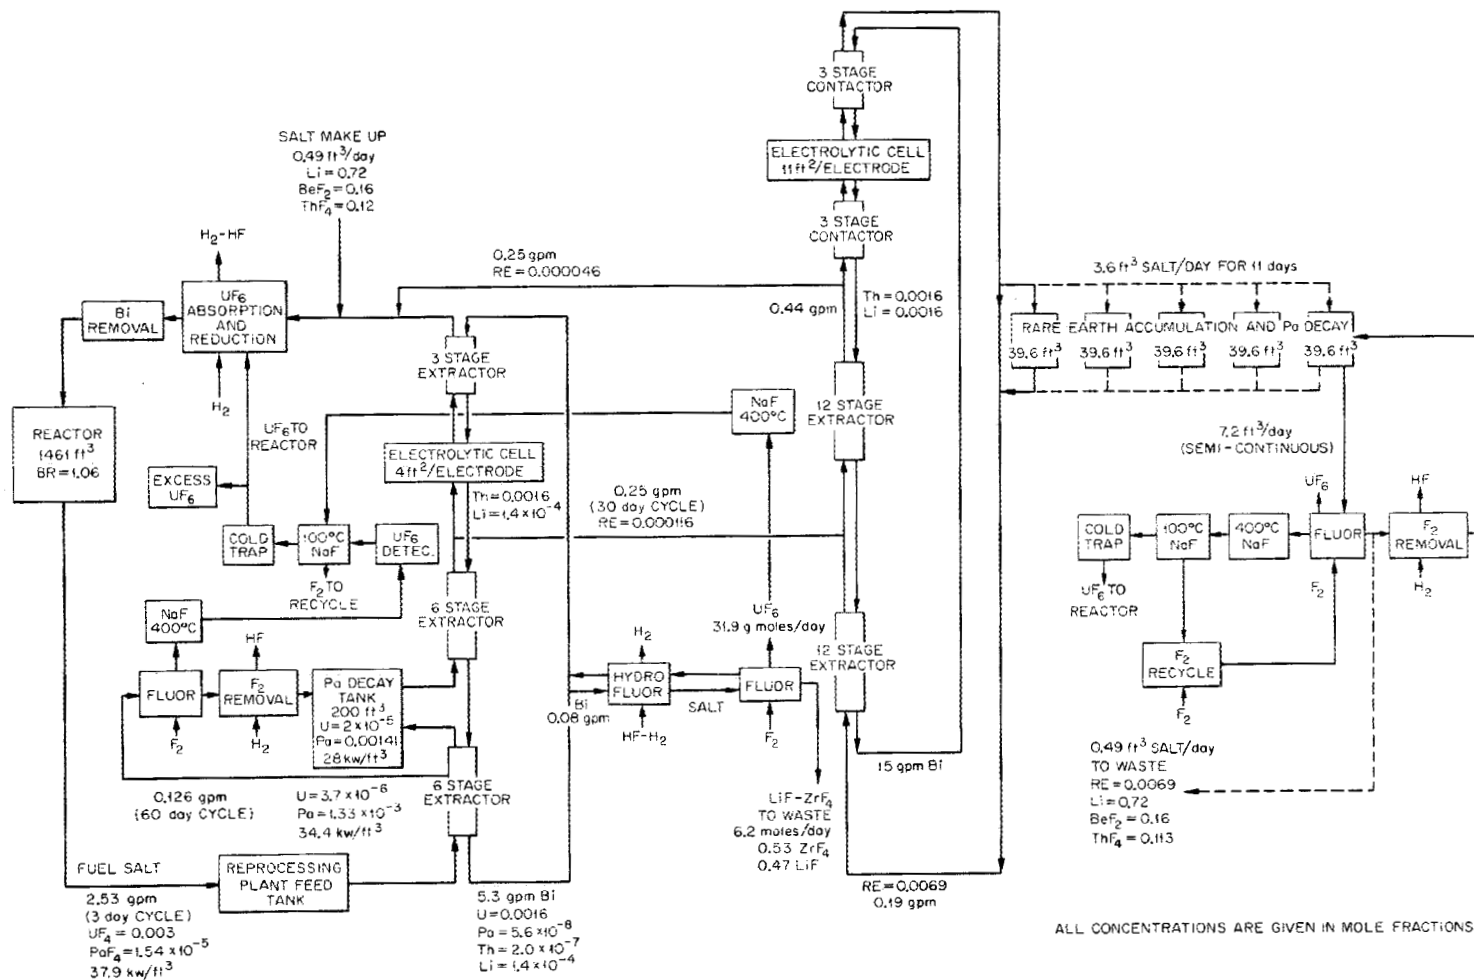 3 STAGE
CONTACTOR
ELECTROLYTIC CELL
11 ft²/ELECTRODE
3 STAGE
CONTACTOR
SALT MAKE UP
0.49 ft³/day
Li = 0.72
BeF₂ = 0.16
ThF₄ = 0.12
H₂-HF
0.25 gpm
RE = 0.000046
0.44 gpm
Th = 0.0016
Li = 0.0016
3.6 ft³ SALT/DAY FOR 11 days
RARE EARTH ACCUMULATION AND Pa DECAY
39.6 ft³
39.6 ft³
39.6 ft³
39.6 ft³
39.6 ft³
Bi
REMOVAL
UF₆
ABSORPTION
AND
REDUCTION
H₂
3 STAGE
EXTRACTOR
NaF
400°C
12 STAGE
EXTRACTOR
REACTOR
1461 ft³
BR = 1.06
UF₆ TO
REACTOR
EXCESS
UF₆
ELECTROLYTIC CELL
4 ft²/ELECTRODE
Th = 0.0016
Li = 1.4 × 10⁻⁴
0.25 gpm
(30 day CYCLE)
RE = 0.000116
7.2 ft³/day
(SEMI-CONTINUOUS)
COLD
TRAP
100°C
NaF
UF₆
DETEC.
F₂ TO
RECYCLE
UF₆
HF
COLD
TRAP
100°C
NaF
400°C
NaF
FLUOR
F₂
REMOVAL
UF₆ TO
REACTOR
F₂
H₂
F₂
RECYCLE
F₂
NaF
400°C
HF
6 STAGE
EXTRACTOR
UF₆
31.9 g moles/day
12 STAGE
EXTRACTOR
FLUOR
F₂
REMOVAL
Pa DECAY
TANK
200 ft³
U = 2 × 10⁻⁵
Pa = 0.00141
28 kw/ft³
F₂
H₂
H₂
HYDRO
FLUOR
HF-H₂
Bi
0.08 gpm
SALT
FLUOR
F₂
15 gpm Bi
0.126 gpm
(60 day CYCLE)
U = 3.7 × 10⁻⁶
Pa = 1.33 × 10⁻³
34.4 kw/ft³
6 STAGE
EXTRACTOR
LiF-ZrF₄
TO WASTE
6.2 moles/day
0.53 ZrF₄
0.47 LiF
0.49 ft³ SALT/day
TO WASTE
RE = 0.0069
Li = 0.72
BeF₂ = 0.16
ThF₄ = 0.113
FUEL SALT
2.53 gpm
(3 day CYCLE)
UF₄ = 0.003
PaF₄ = 1.54 × 10⁻⁵
37.9 kw/ft³
REPROCESSING
PLANT FEED
TANK
5.3 gpm Bi
U = 0.0016
Pa = 5.6 × 10⁻⁸
Th = 2.0 × 10⁻⁷
Li = 1.4 × 10⁻⁴
RE = 0.0069
0.19 gpm
ALL CONCENTRATIONS ARE GIVEN IN MOLE FRACTIONS